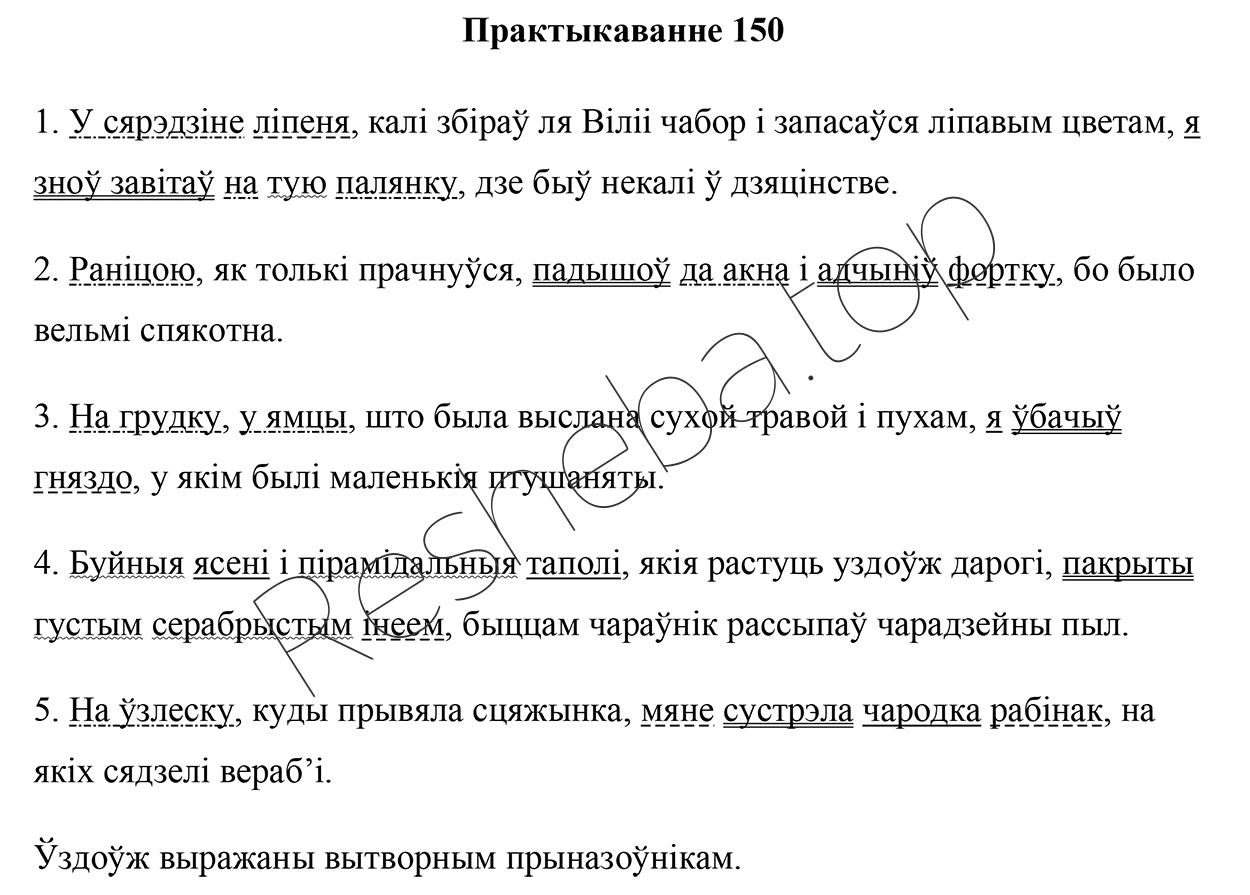 Практыкаванне 150
1. У сярэдзіне ліпеня, калі збіраў ля Віліі чабор і запасаўся ліпавым цветам, я
зноў завітаў на тую палянку, дзе быў некалі ў дзяцінстве.
2. Раніцою, як толькі прачнуўся, падышоў да акна і адчыніў фортку, бо было
вельмі спякотна.
3. На грудку, у ямцы, што была выслана сухой травой і пухам, я ўбачыў
гняздо, у якім былі маленькія птушаняты.
4. Буйныя ясені і пірамідальныя таполі, якія растуць уздоўж дарогі, пакрыты
густым серабрыстым інеем, быццам чараўнік рассыпаў чарадзейны пыл.
5. На ўзлеску, куды прывяла сцяжынка, мяне сустрэла чародка рабінак, на
якіх сядзелі вераб’і.
Ўздоўж выражаны вытворным прыназоўнікам.
Resheba.top